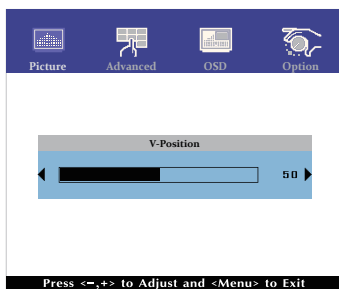 Picture Advanced OSD Option
V-Position
50
Press <-,+> to Adjust and <Menu> to Exit